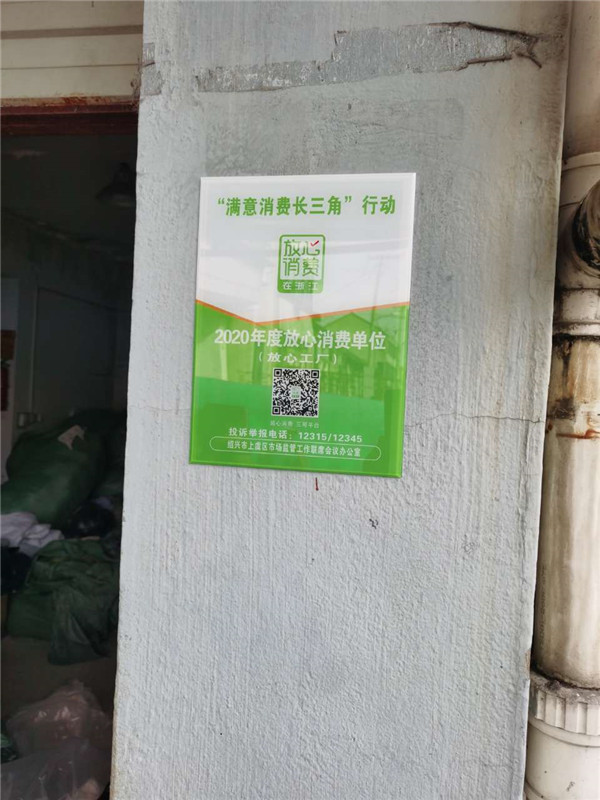 “满意消费长三角”行动
放心
消费
在浙江
2020年度放心消费单位
(放心工厂)
投诉举报电话：12315/12345
绍兴市上虞区市场监管工作联席会议办公室